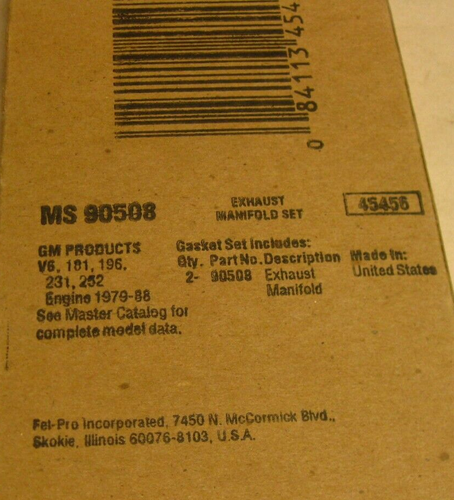 0 84113 454
MS 90508
EXHAUST
MANIFOLD SET
45456
GM PRODUCTS
V6, 181, 196,
231, 252
Engine 1979-88
See Master Catalog for
complete model data.
Gasket Set Includes:
Qty. Part No. Description
2- 90508 Exhaust
Manifold
Made in:
United States
Fel-Pro Incorporated, 7450 N. McCormick Blvd.,
Skokie, Illinois 60076-8103, U.S.A.